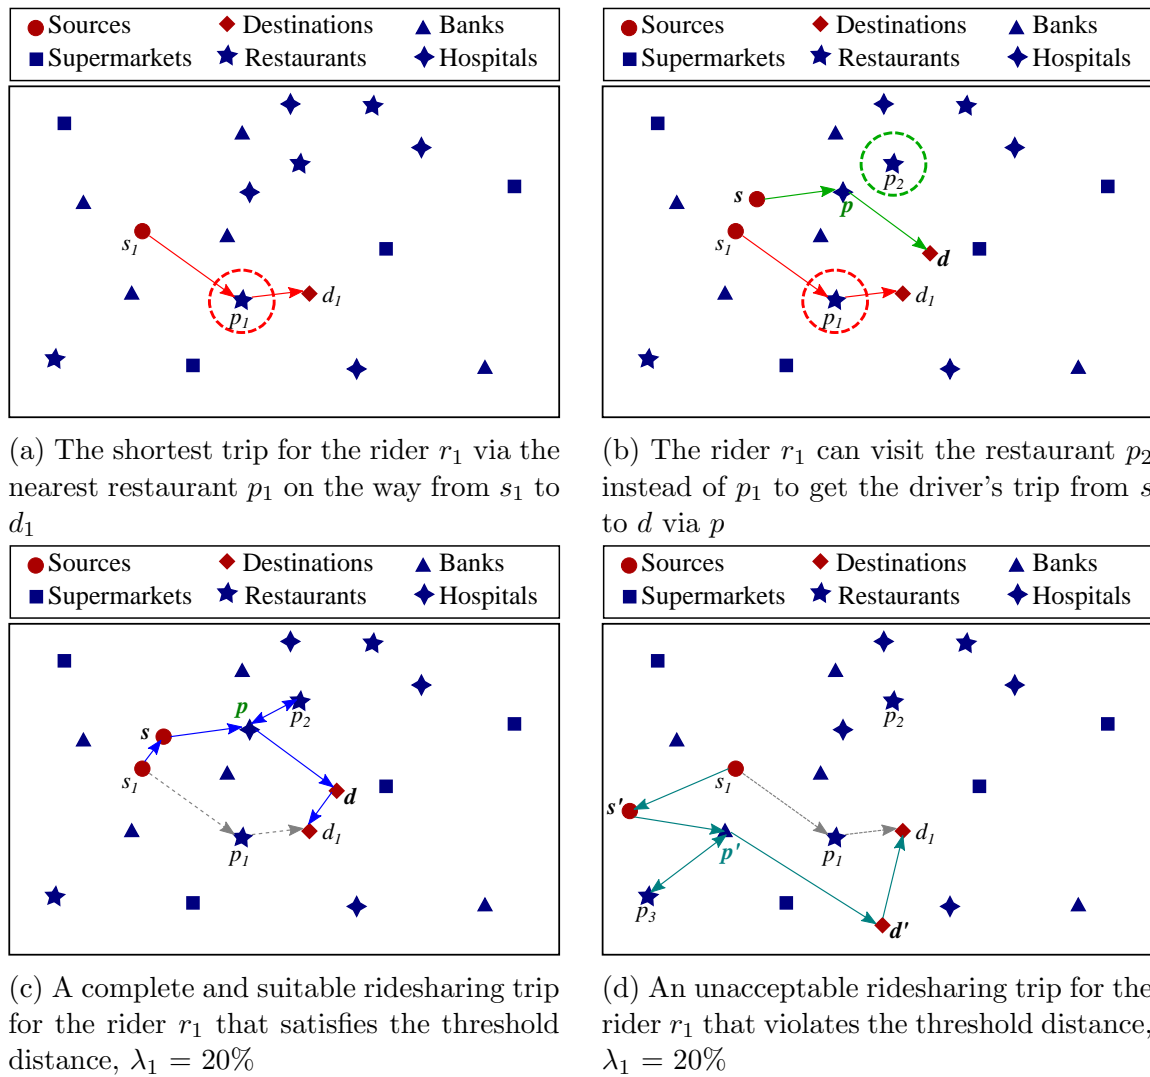 Sources Destinations Banks
Supermarkets Restaurants Hospitals
s1
p1
d1
(a) The shortest trip for the rider r1 via the
nearest restaurant p1 on the way from s1 to
d1
Sources Destinations Banks
Supermarkets Restaurants Hospitals
p2
s
p
s1
d
p1
d1
(b) The rider r1 can visit the restaurant p2
instead of p1 to get the driver's trip from s
to d via p
Sources Destinations Banks
Supermarkets Restaurants Hospitals
p
p2
s
s1
d
d1
p1
(c) A complete and suitable ridesharing trip
for the rider r1 that satisfies the threshold
distance, λ1 = 20%
Sources Destinations Banks
Supermarkets Restaurants Hospitals
p2
s1
s'
d1
p'
p1
p3
d'
(d) An unacceptable ridesharing trip for the
rider r1 that violates the threshold distance,
λ1 = 20%